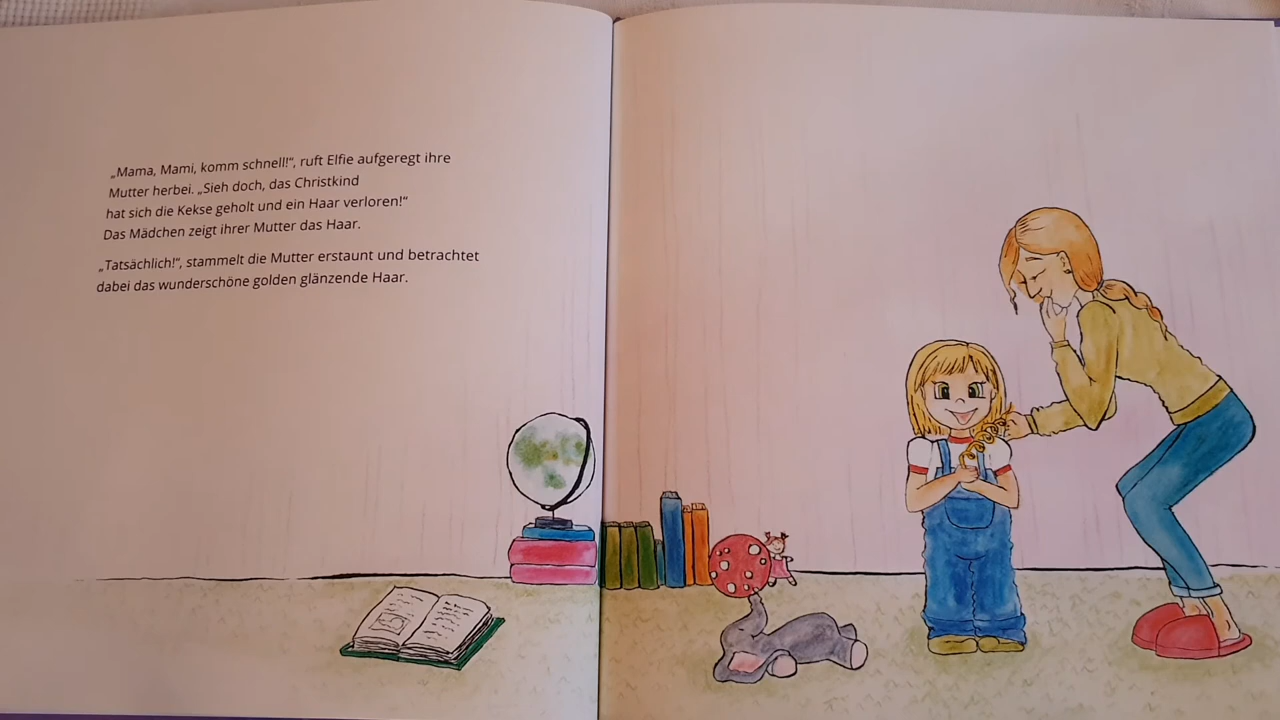 „Mama, Mami, komm schnell!“, ruft Elfie aufgeregt ihre
Mutter herbei. „Sieh doch, das Christkind
hat sich die Kekse geholt und ein Haar verloren!“
Das Mädchen zeigt ihrer Mutter das Haar.
„Tatsächlich!“, stammelt die Mutter erstaunt und betrachtet
dabei das wunderschöne golden glänzende Haar.